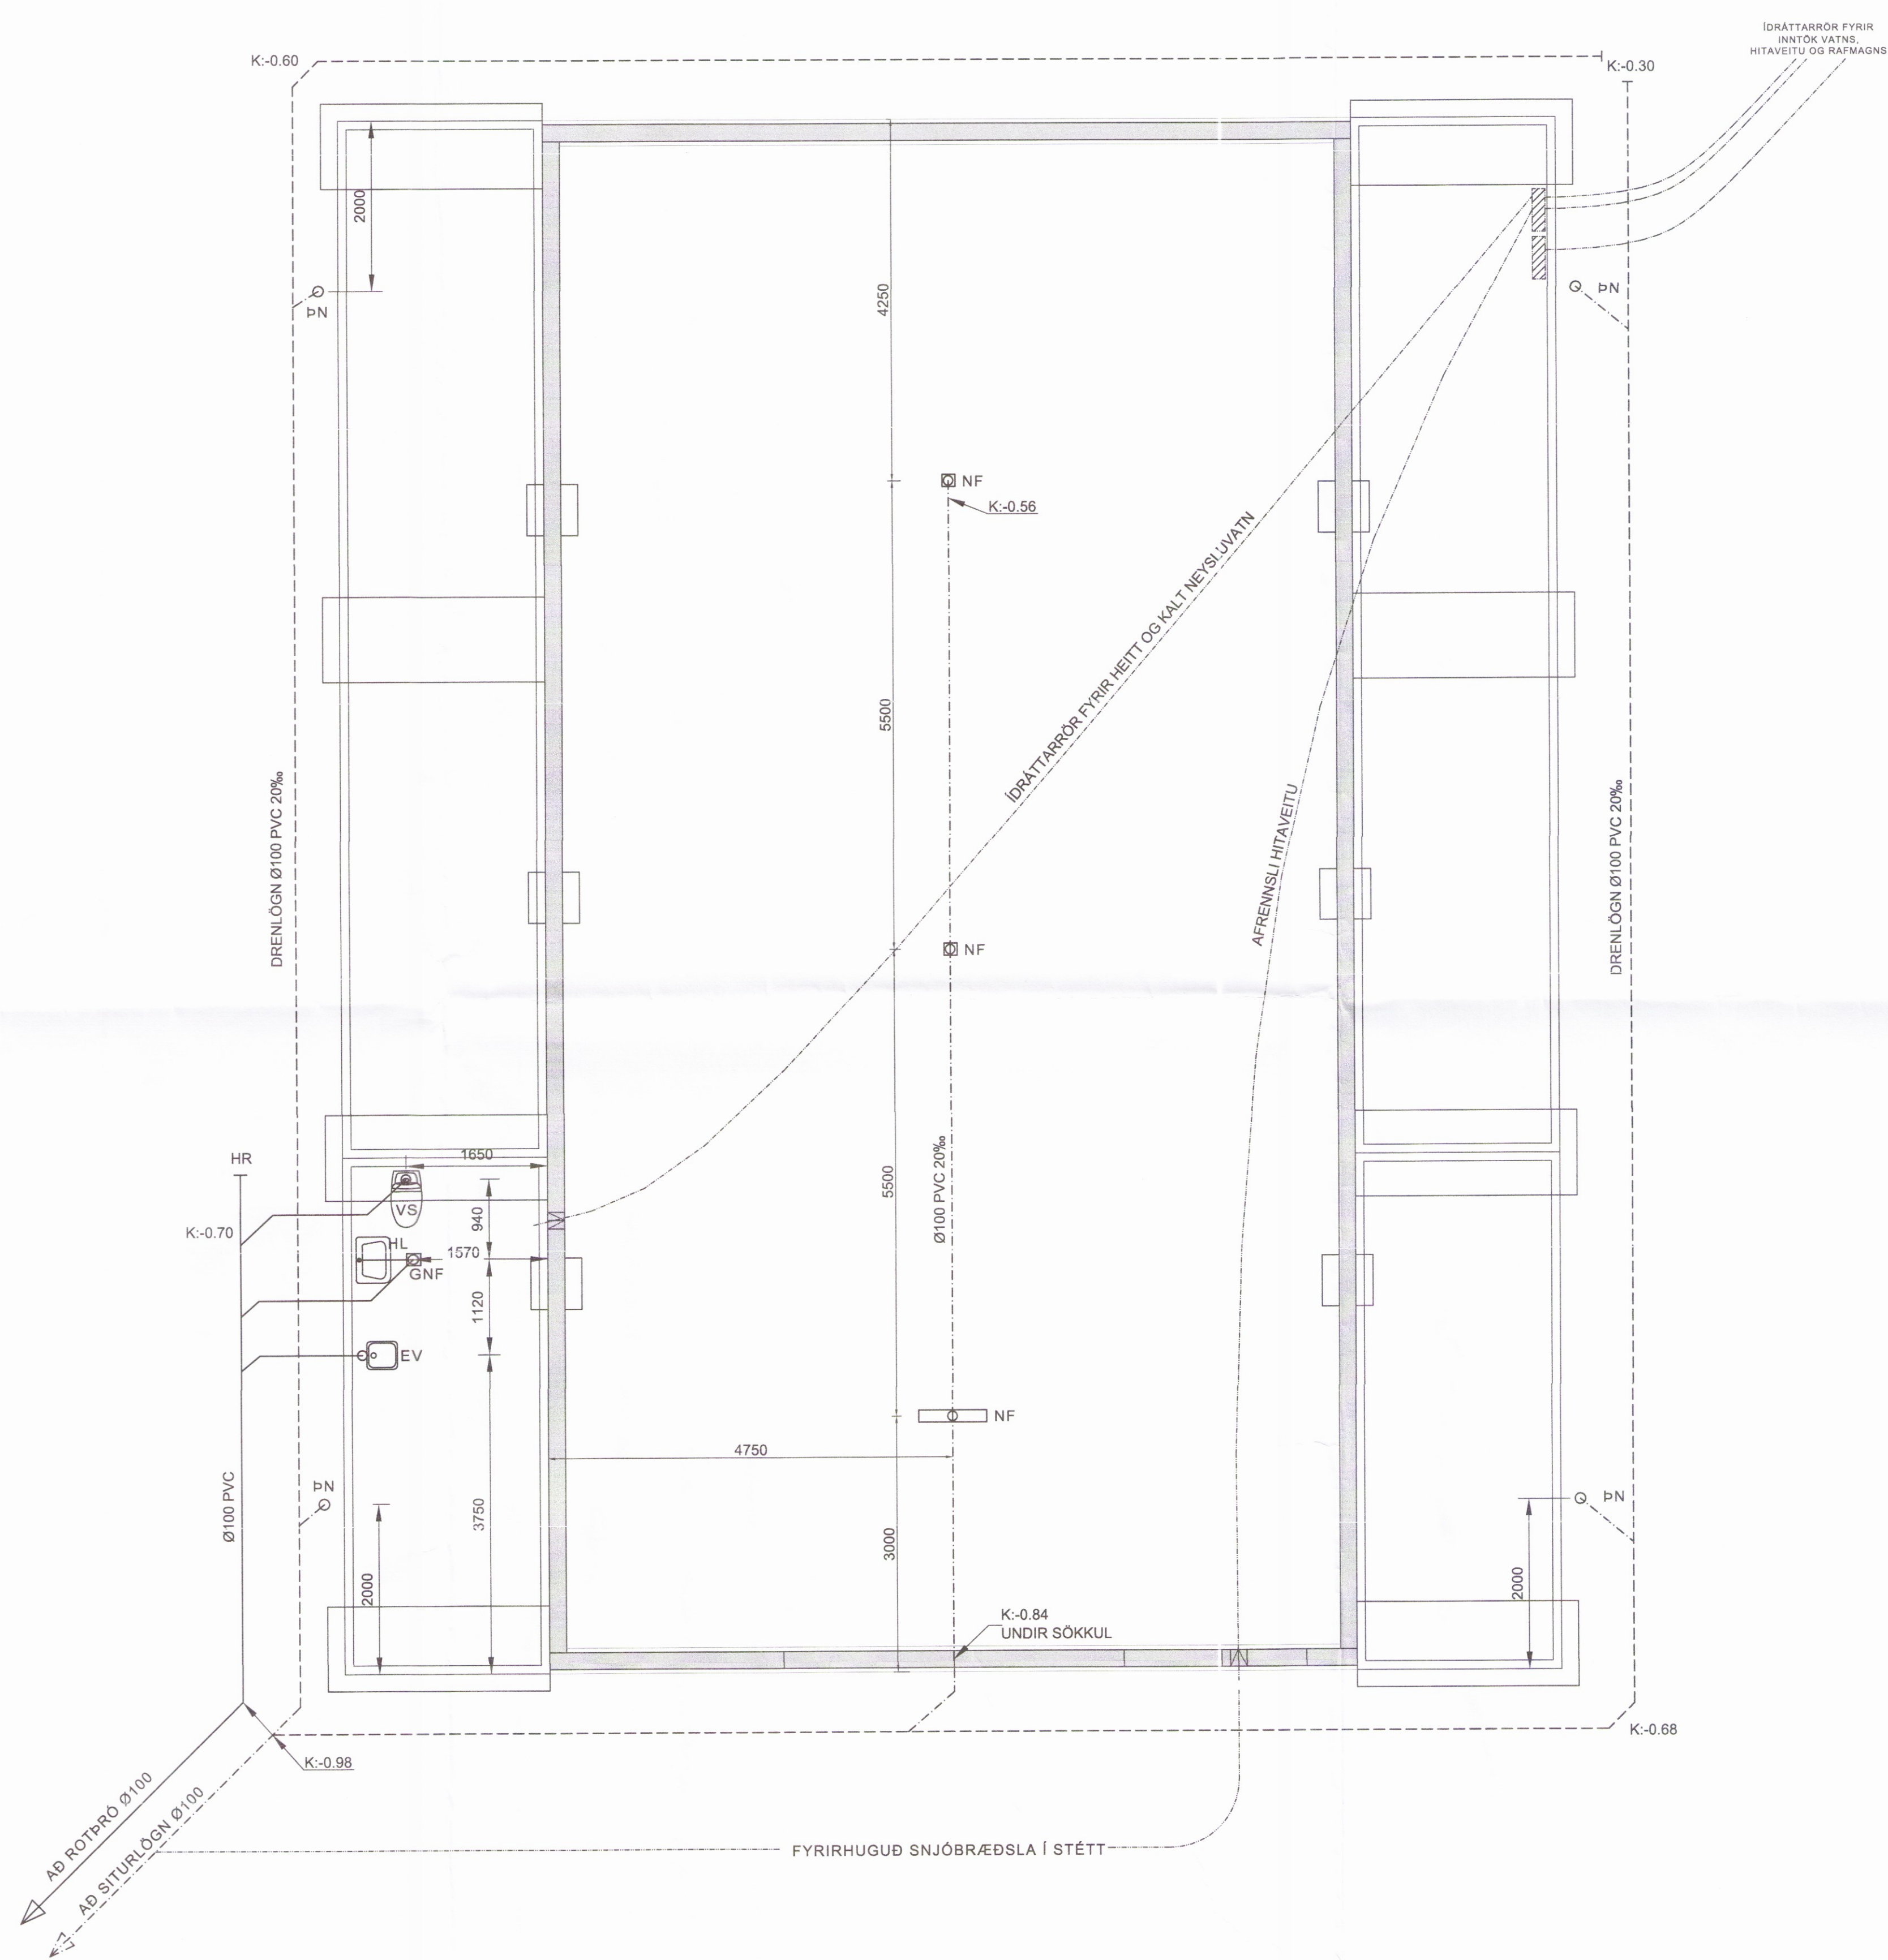 ÍDRÁTTARRÖR FYRIR
INNTÖK VATNS,
HITAVEITU OG RAFMAGNS
K:-0.60
K:-0.30
2000
ÞN
ÞN
4250
NF
K:-0.56
ÍDRÁTTARRÖR FYRIR HEITT OG KALT NEYSLUVATN
5500
DRENLÖGN Ø100 PVC 20‰
AFRENNSLI HITAVEITU
DRENLÖGN Ø100 PVC 20‰
NF
HR
1650
VS
940
K:-0.70
HL
1570
GNF
1120
EV
5500
Ø100 PVC 20‰
NF
4750
Ø100 PVC
ÞN
3750
2000
3000
ÞN
2000
K:-0.84
UNDIR SÖKKUL
K:-0.68
K:-0.98
AÐ ROTÞRÓ Ø100
AÐ SITURLÖGN Ø100
FYRIRHUGUÐ SNJÓBRÆÐSLA Í STÉTT